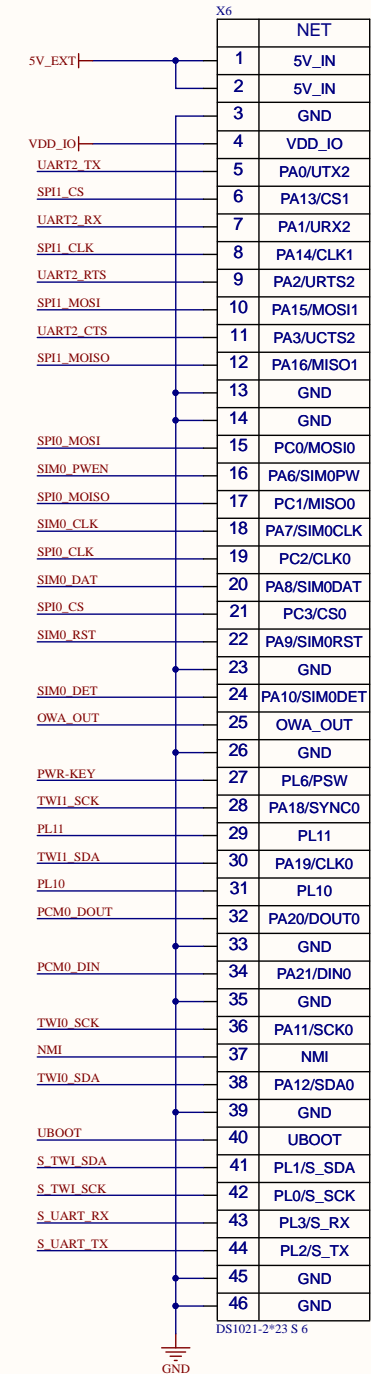 X6
NET
5V_EXT 1 5V_IN
2 5V_IN
3 GND
VDD_IO 4 VDD_IO
UART2_TX 5 PA0/UTX2
SPI1_CS 6 PA13/CS1
UART2_RX 7 PA1/URX2
SPI1_CLK 8 PA14/CLK1
UART2_RTS 9 PA2/URTS2
SPI1_MOSI 10 PA15/MOSI1
UART2_CTS 11 PA3/UCTS2
SPI1_MOISO 12 PA16/MISO1
13 GND
14 GND
SPI0_MOSI 15 PC0/MOSI0
SIM0_PWEN 16 PA6/SIM0PW
SPI0_MOISO 17 PC1/MISO0
SIM0_CLK 18 PA7/SIM0CLK
SPI0_CLK 19 PC2/CLK0
SIM0_DAT 20 PA8/SIM0DAT
SPI0_CS 21 PC3/CS0
SIM0_RST 22 PA9/SIM0RST
23 GND
SIM0_DET 24 PA10/SIM0DET
OWA_OUT 25 OWA_OUT
26 GND
PWR-KEY 27 PL6/PSW
TWI1_SCK 28 PA18/SYNC0
PL11 29 PL11
TWI1_SDA 30 PA19/CLK0
PL10 31 PL10
PCM0_DOUT 32 PA20/DOUT0
33 GND
PCM0_DIN 34 PA21/DIN0
35 GND
TWI0_SCK 36 PA11/SCK0
NMI 37 NMI
TWI0_SDA 38 PA12/SDA0
39 GND
UBOOT 40 UBOOT
S_TWI_SDA 41 PL1/S_SDA
S_TWI_SCK 42 PL0/S_SCK
S_UART_RX 43 PL3/S_RX
S_UART_TX 44 PL2/S_TX
45 GND
46 GND
DS1021-2*23 S 6
GND